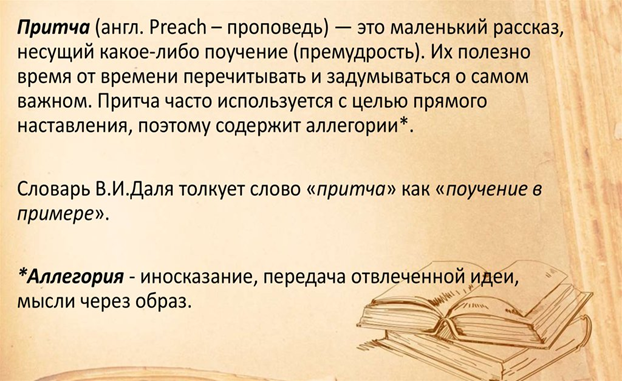 Притча (англ. Preach – проповедь) — это маленький рассказ,
несущий какое-либо поучение (премудрость). Их полезно
время от времени перечитывать и задумываться о самом
важном. Притча часто используется с целью прямого
наставления, поэтому содержит аллегории*.
Словарь В.И.Даля толкует слово «притча» как «поучение в
примере».
*Аллегория - иносказание, передача отвлеченной идеи,
мысли через образ.